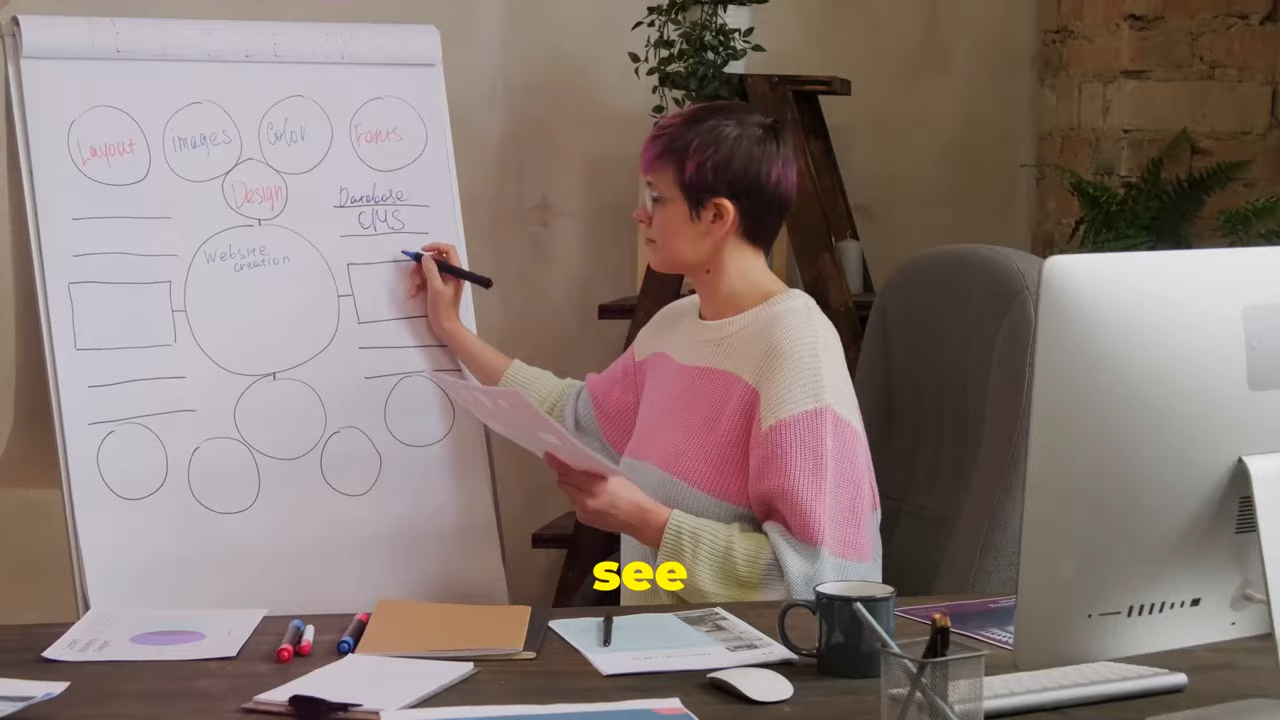 Layout
images
Color
Fonts
Design
Database
CMS
Website
creation
see